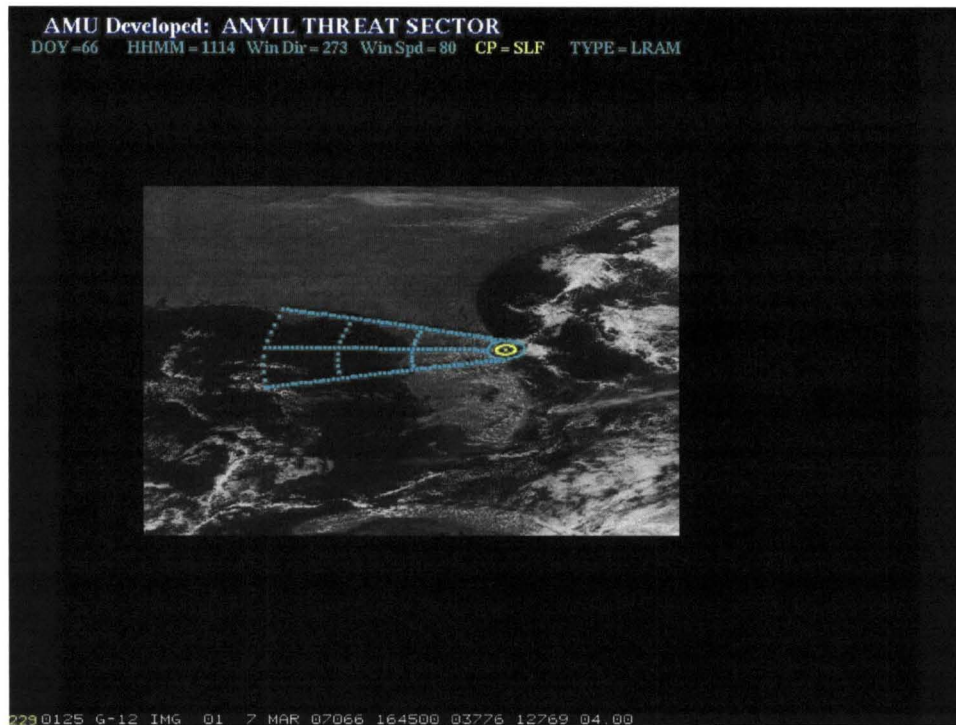 AMU Developed: ANVIL THREAT SECTOR
DOY =66 HHMM = 1114 Win Dir = 273 Win Spd = 80 CP = SLF TYPE = LRAM
229 0125 G-12 IMG 01 7 MAR 07066 164500 03776 12769 04.00